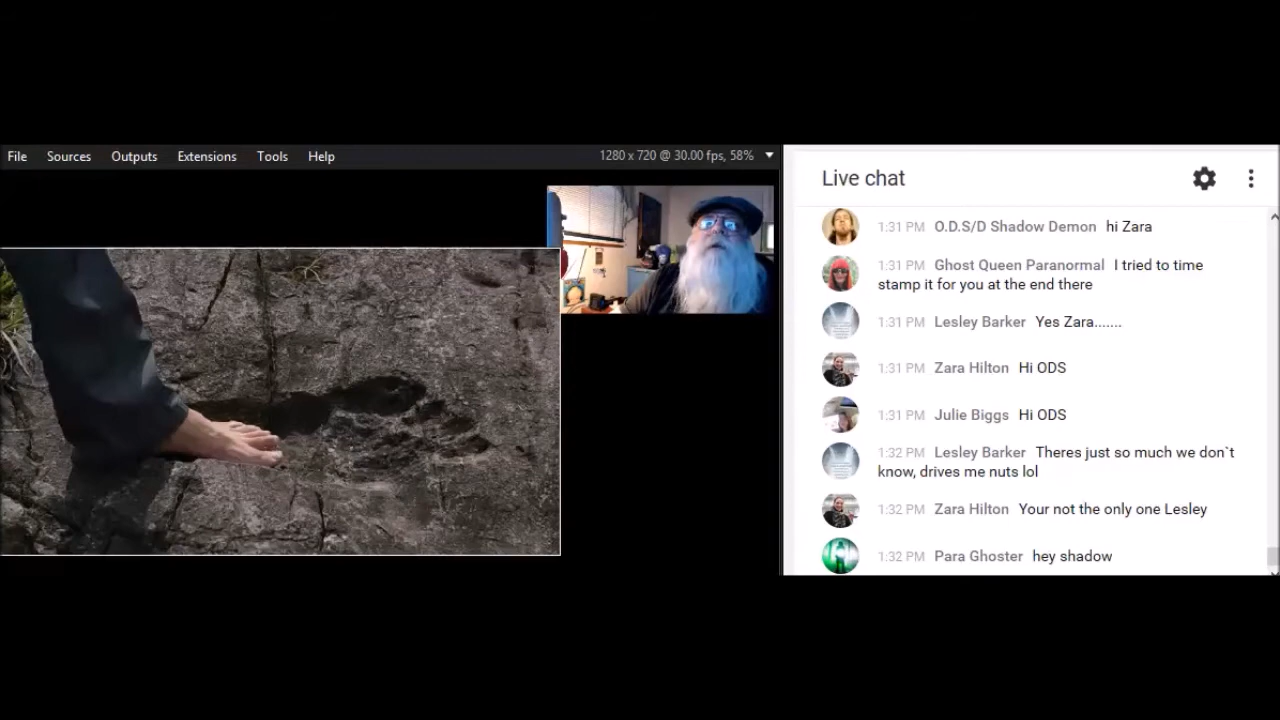 File Sources Outputs Extensions Tools Help
1280 x 720 @ 30.00 fps, 58%
Live chat
1:31 PM O.D.S/D Shadow Demon hi Zara
1:31 PM Ghost Queen Paranormal I tried to time
stamp it for you at the end there
1:31 PM Lesley Barker Yes Zara.......
1:31 PM Zara Hilton Hi ODS
1:31 PM Julie Biggs Hi ODS
1:32 PM Lesley Barker Theres just so much we don`t
know, drives me nuts lol
1:32 PM Zara Hilton Your not the only one Lesley
1:32 PM Para Ghoster hey shadow